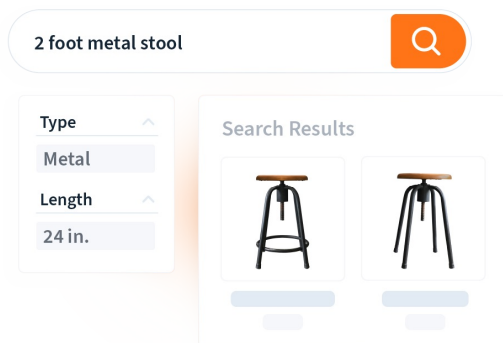 2 foot metal stool
Type
Metal
Length
24 in.
Search Results